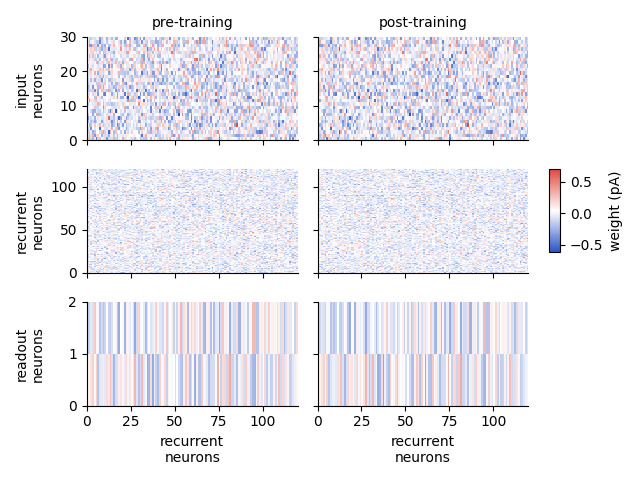 pre-training
post-training
input
neurons
30
20
10
0
recurrent
neurons
100
50
0
0.5
0.0
−0.5
weight (pA)
readout
neurons
2
1
0
0 25 50 75 100
0 25 50 75 100
recurrent
neurons
recurrent
neurons